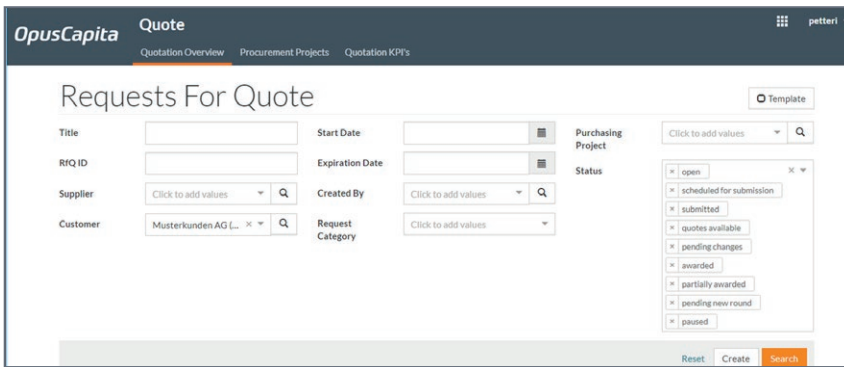 OpusCapita
Quote
petteri
Quotation Overview Procurement Projects Quotation KPI's
Requests For Quote
Template
Title
Start Date
Purchasing
Project
Click to add values
RfQ ID
Expiration Date
Status
× open
× scheduled for submission
× submitted
× quotes available
× pending changes
× awarded
× partially awarded
× pending new round
× paused
Supplier
Click to add values
Created By
Click to add values
Customer
Musterkunden AG (...
Request
Category
Click to add values
Reset Create Search